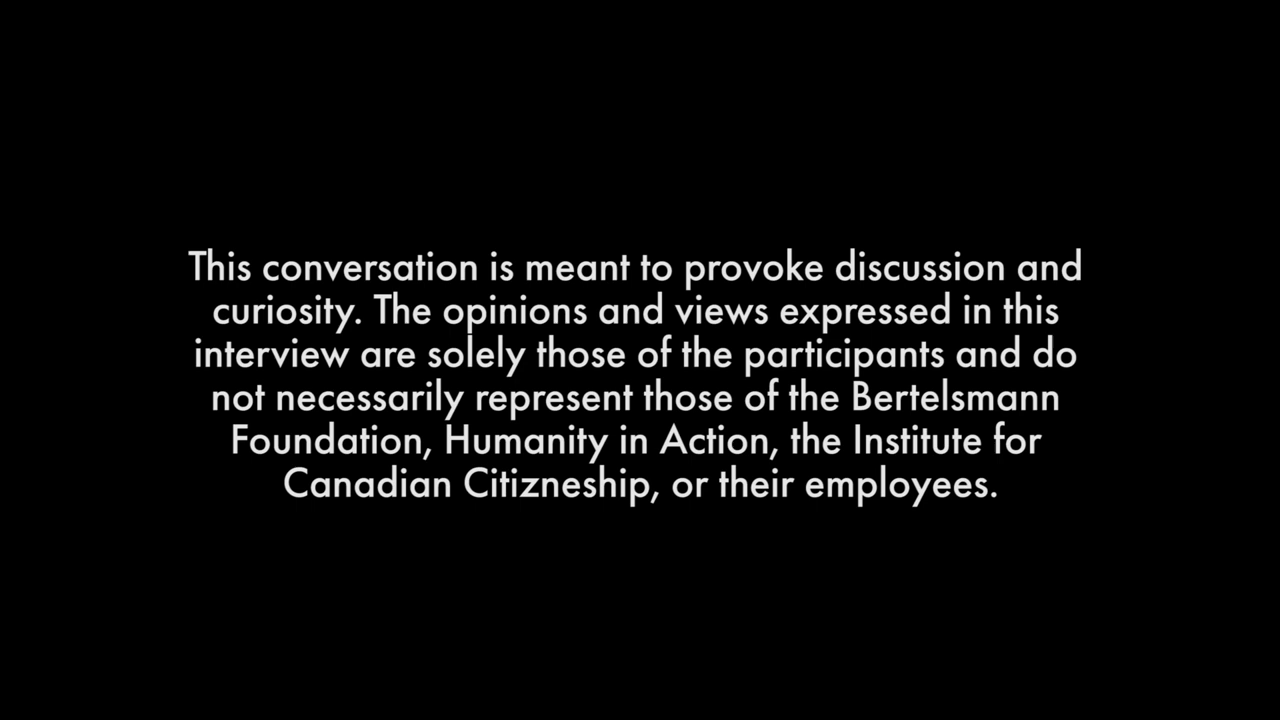 This conversation is meant to provoke discussion and
curiosity. The opinions and views expressed in this
interview are solely those of the participants and do
not necessarily represent those of the Bertelsmann
Foundation, Humanity in Action, the Institute for
Canadian Citizneship, or their employees.